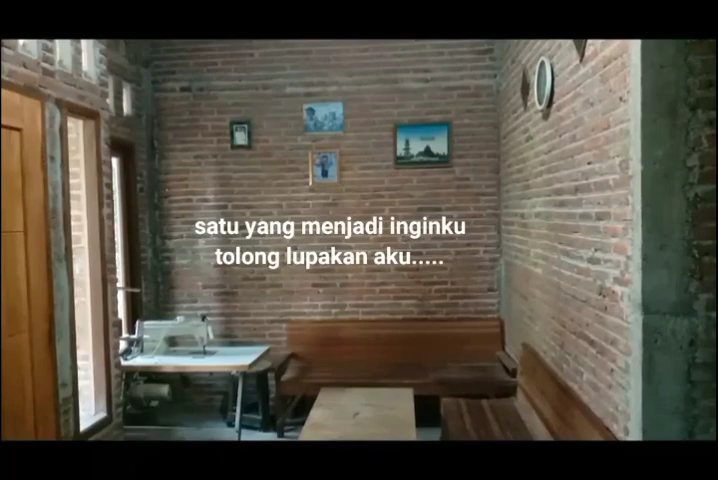 satu yang menjadi inginku
tolong lupakan aku.....